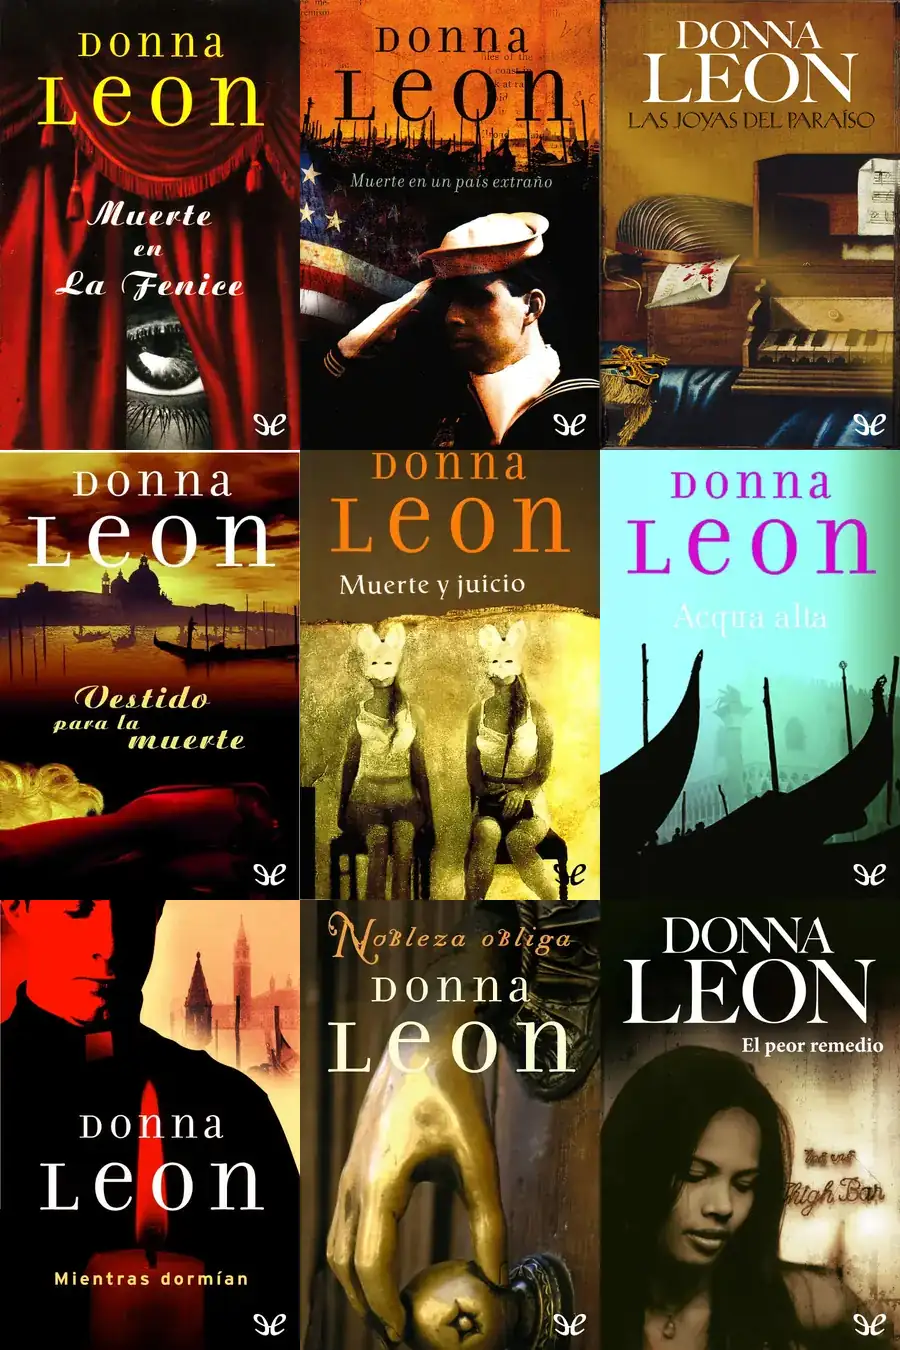 Donna
Leon
Muerte
en
La Fenice
Donna
Leon
Muerte en un país extraño
DONNA
LEON
LAS JOYAS DEL PARAÍSO
Donna
Leon
Vestido
para la
muerte
Donna
Leon
Muerte y juicio
Donna
Leon
Acqua alta
Donna
Leon
Mientras dormían
Nobleza obliga
Donna
Leon
DONNA
LEON
El peor remedio
High Bar